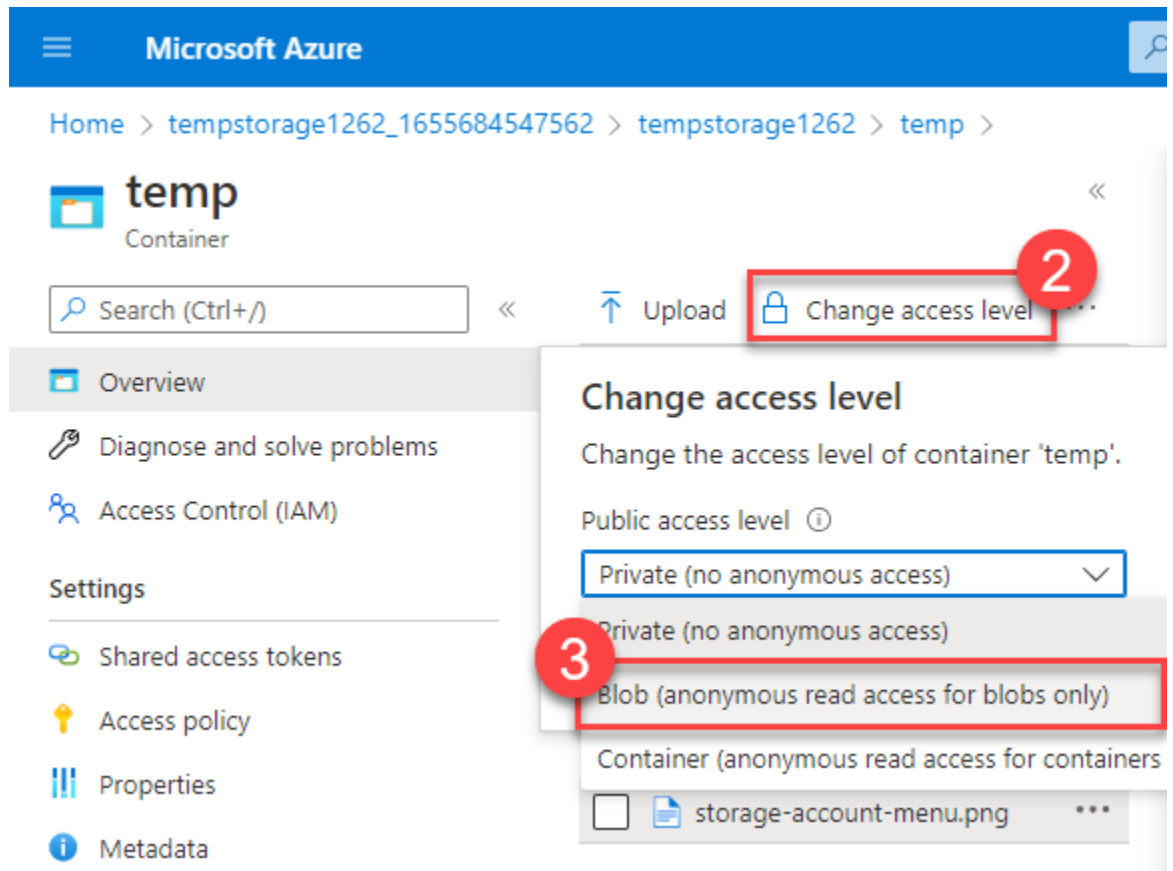 Microsoft Azure
Home > tempstorage1262_1655684547562 > tempstorage1262 > temp >
temp
Container
«
Search (Ctrl+/)
«
Upload
Change access level
2
...
Overview
Diagnose and solve problems
Access Control (IAM)
Settings
Shared access tokens
Access policy
Properties
Metadata
Change access level
Change the access level of container 'temp'.
Public access level
Private (no anonymous access)
Private (no anonymous access)
3
Blob (anonymous read access for blobs only)
Container (anonymous read access for containers
storage-account-menu.png
...